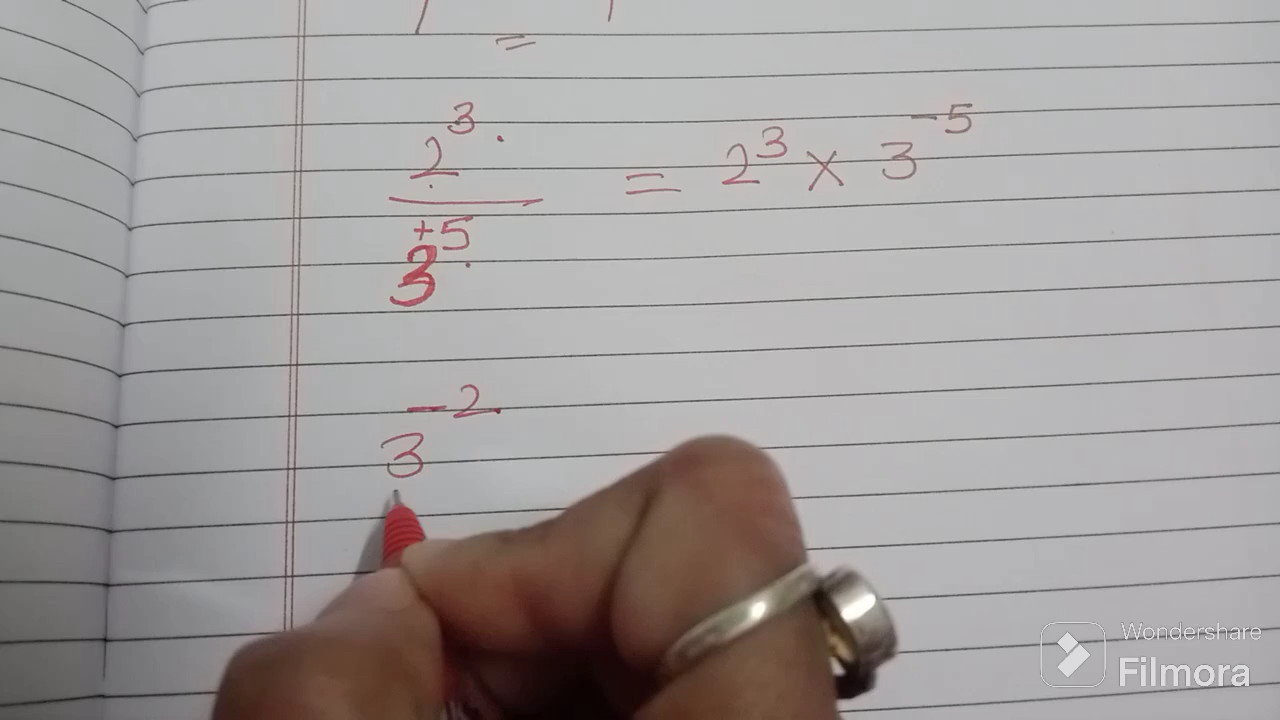 =
2³. = 2³ × 3⁻⁵
3⁺⁵
3⁻²
Wondershare
Filmora